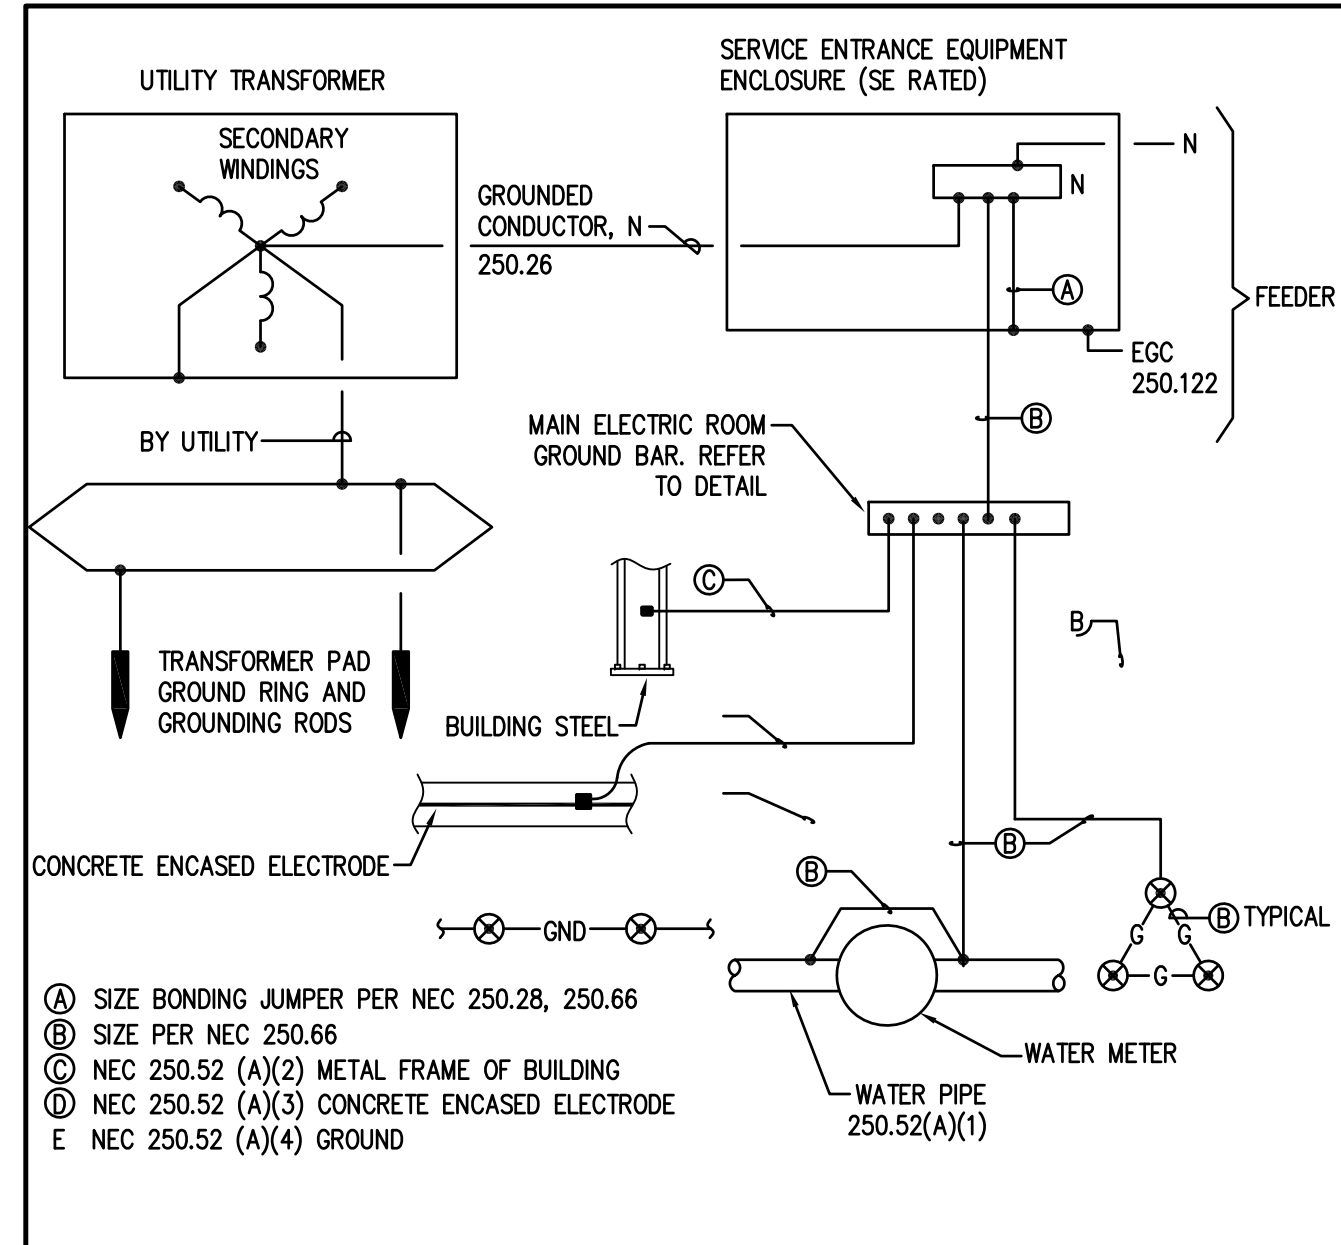 UTILITY TRANSFORMER
SERVICE ENTRANCE EQUIPMENT
ENCLOSURE (SE RATED)
SECONDARY
WINDINGS
GROUNDED
CONDUCTOR, N
250.26
N
N
A
FEEDER
EGC
250.122
B
BY UTILITY
MAIN ELECTRIC ROOM
GROUND BAR. REFER
TO DETAIL
C
B
TRANSFORMER PAD
GROUND RING AND
GROUNDING RODS
BUILDING STEEL
CONCRETE ENCASED ELECTRODE
B
B
B TYPICAL
GND
G
G
G
A SIZE BONDING JUMPER PER NEC 250.28, 250.66
B SIZE PER NEC 250.66
C NEC 250.52 (A)(2) METAL FRAME OF BUILDING
D NEC 250.52 (A)(3) CONCRETE ENCASED ELECTRODE
E NEC 250.52 (A)(4) GROUND
WATER METER
WATER PIPE
250.52(A)(1)